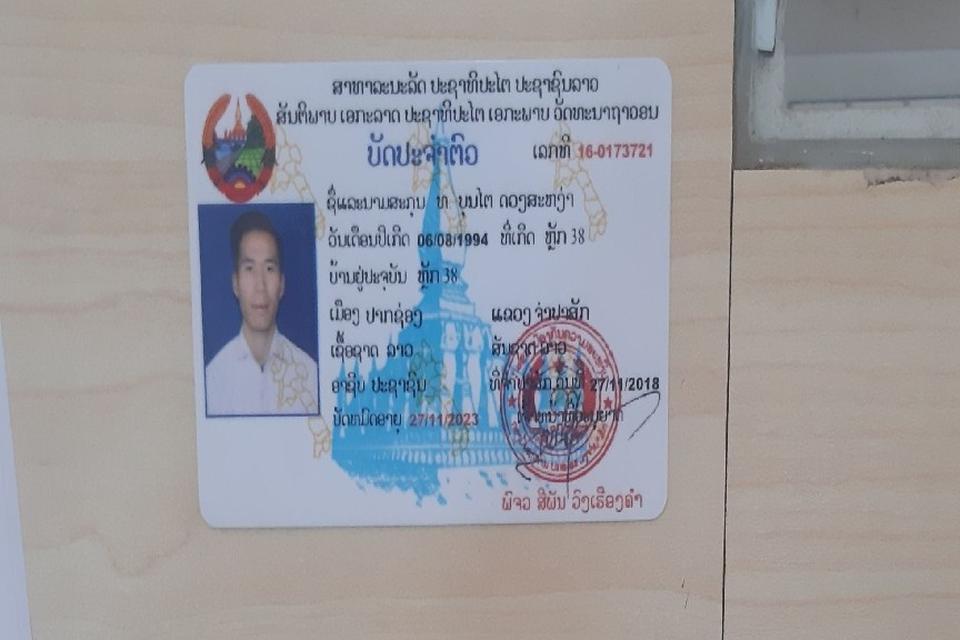 ສາທາລະນະລັດ ປະຊາທິປະໄຕ ປະຊາຊົນລາວ
ສັນຕິພາບ ເອກະລາດ ປະຊາທິປະໄຕ ເອກະພາບ ວັດທະນາຖາວອນ
ບັດປະຈຳຕົວ ເລກທີ 16-0173721
ຊື່ແລະນາມສະກຸນ ທ ບຸນໄຕ ດວງສະຫງ່າ
ວັນເດືອນປີເກີດ 06/08/1994 ທີ່ເກີດ ຫຼັກ 38
ບ້ານຢູ່ປະຈຸບັນ ຫຼັກ 38
ເມືອງ ປາກຊ່ອງ ແຂວງ ຈຳປາສັກ
ເຊື້ອຊາດ ລາວ ສັນຊາດ ລາວ
ອາຊີບ ປະຊາຊົນ ທີ່ຈຳປາສັກ,ວັນທີ 27/11/2018
ບັດຫມົດອາຍຸ 27/11/2023
ພົຈວ ສີພັນ ວົງເຮືອງຄຳ